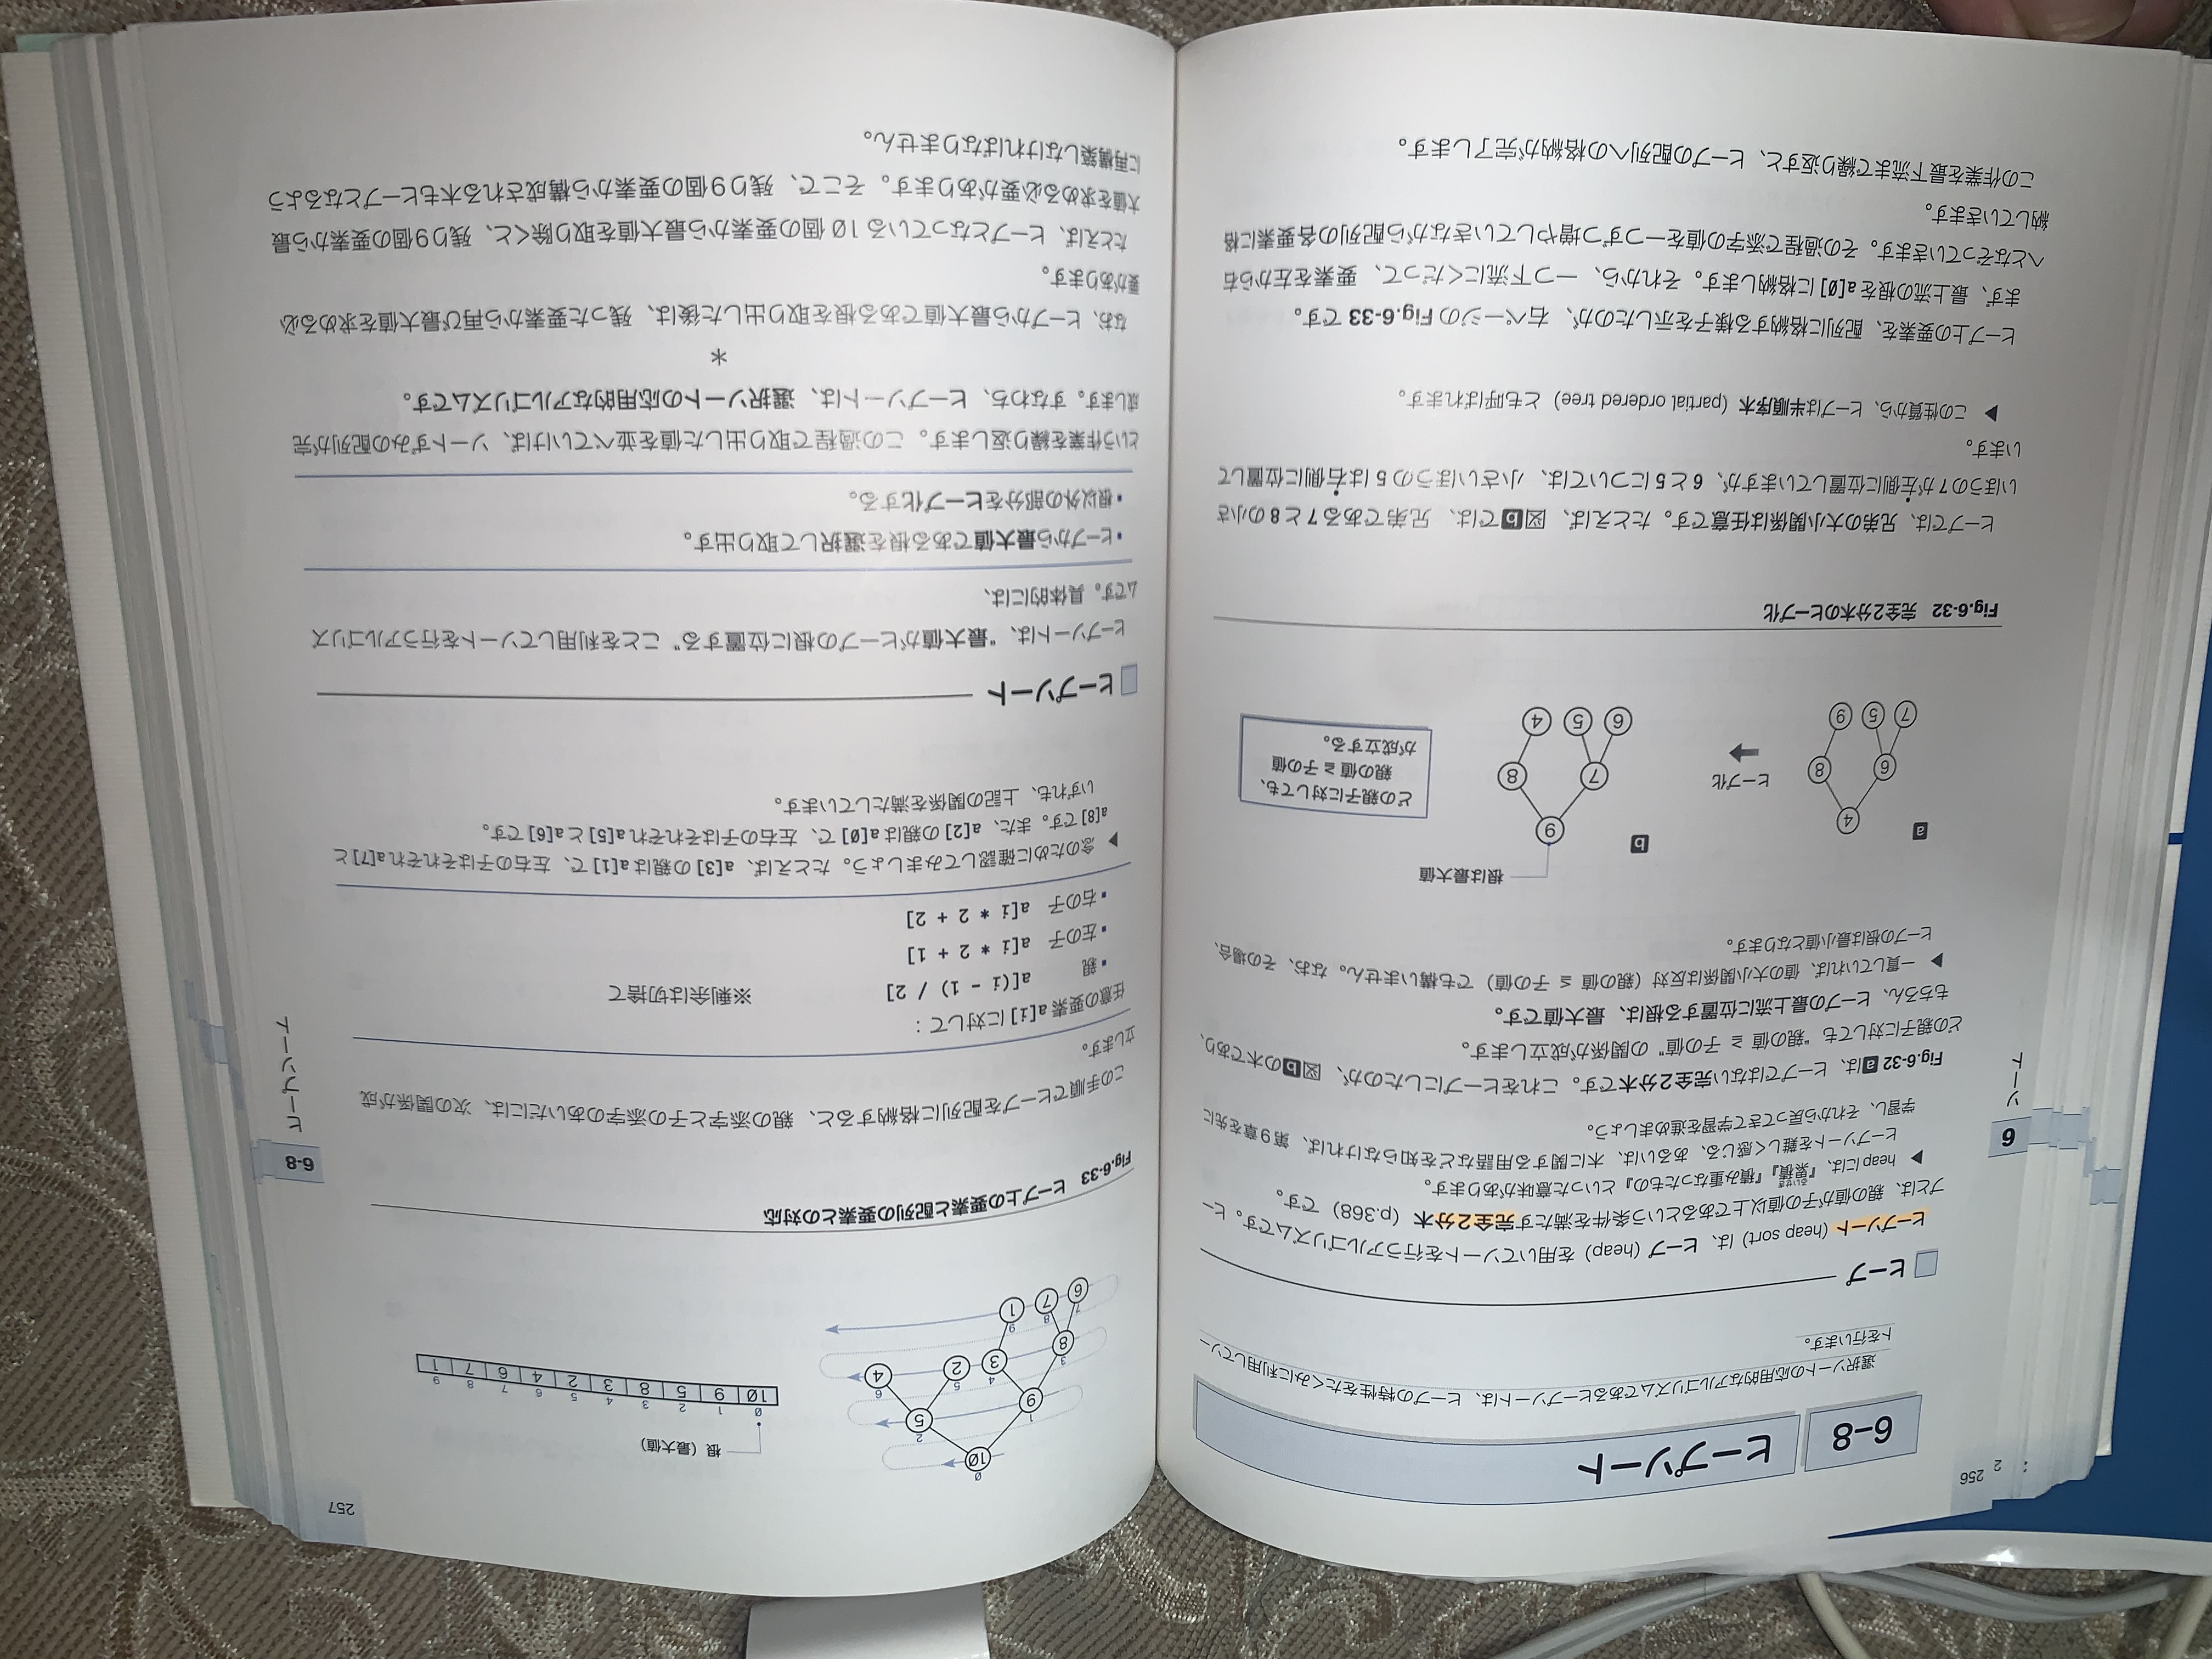 256
6-8 ヒープソート
選択ソートの応用的なアルゴリズムであるヒープソートは、ヒープの特性をたくみに利用してソー
トを行います。
ヒープ
ヒープソート（heap sort）は、ヒープ（heap）を用いてソートを行うアルゴリズムです。ヒー
プとは、親の値が子の値以上であるという条件を満たす完全2分木（p.368）です。
▶ heapには、『累積』『積み重なったもの』といった意味があります。
ヒープソートを難しく感じる、あるいは、木に関する用語などを知らなければ、第9章を先に
学習し、それから戻ってきて学習を進めましょう。
Fig.6-32 aは、ヒープではない完全2分木です。これをヒープにしたのが、図bの木であり、
どの親子に対しても “親の値 ≧ 子の値” の関係が成立します。
もちろん、ヒープの最上流に位置する根は、最大値です。
▶ 一貫していれば、値の大小関係は反対（親の値 ≦ 子の値）でも構いません。なお、その場合、
ヒープの根は最小値となります。
根は最大値
a
b
4
9
6 8
ヒープ化
7 8
7 5 9
6 5 4
どの親子に対しても、
親の値 ≧ 子の値
が成立する。
Fig.6-32 完全2分木のヒープ化
ヒープでは、兄弟の大小関係は任意です。たとえば、図bでは、兄弟である7と8の小さ
いほうの7が左側に位置していますが、6と5については、小さいほうの5は右側に位置して
います。
▶ この性質から、ヒープは半順序木（partial ordered tree）とも呼ばれます。
ヒープ上の要素を、配列に格納する様子を示したのが、右ページの Fig.6-33 です。
まず、最上流の根をa[0]に格納します。それから、一つ下流にくだって、要素を左から右
へとなぞっていきます。その過程で添字の値を一つずつ増やしていきながら配列の各要素に格
納していきます。
この作業を最下流まで繰り返すと、ヒープの配列への格納が完了します。
6
ソート
257
0
10
1 2
9 5
3 4 5 6
8 3 2 4
7 8 9
6 7 1
根（最大値）
0 1 2 3 4 5 6 7 8 9
10 9 5 8 3 2 4 6 7 1
Fig.6-33 ヒープ上の要素と配列の要素との対応
この手順でヒープを配列に格納すると、親の添字と子の添字のあいだには、次の関係が成
立します。
任意の要素 a[i] に対して：
・親 a[(i - 1) / 2] ※剰余は切捨て
・左の子 a[i * 2 + 1]
・右の子 a[i * 2 + 2]
▶ 念のために確認してみましょう。たとえば、a[3]の親はa[1]で、左右の子はそれぞれa[7]と
a[8]です。また、a[2]の親はa[0]で、左右の子はそれぞれa[5]とa[6]です。
いずれも、上記の関係を満たしています。
ヒープソート
ヒープソートは、“最大値がヒープの根に位置する” ことを利用してソートを行うアルゴリズ
ムです。具体的には、
・ヒープから最大値である根を選択して取り出す。
・根以外の部分をヒープ化する。
という作業を繰り返します。この過程で取り出した値を並べていけば、ソートずみの配列が完
成します。すなわち、ヒープソートは、選択ソートの応用的なアルゴリズムです。
＊
なお、ヒープから最大値である根を取り出した後は、残った要素から再び最大値を求める必
要があります。
たとえば、ヒープとなっている10個の要素から最大値を取り除くと、残り9個の要素から最
大値を求める必要があります。そこで、残り9個の要素から構成される木もヒープとなるよう
に再構築しなければなりません。
6-8
ヒープソート